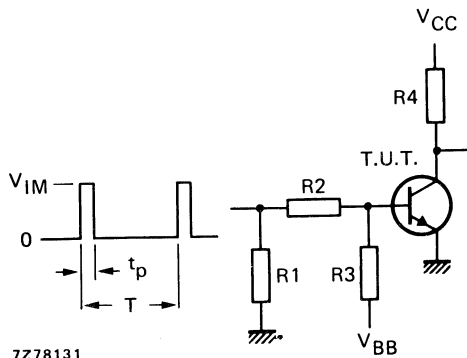 V_CC
R4
T.U.T.
V_IM
R2
0
t_p
R1
R3
T
V_BB
7Z78131